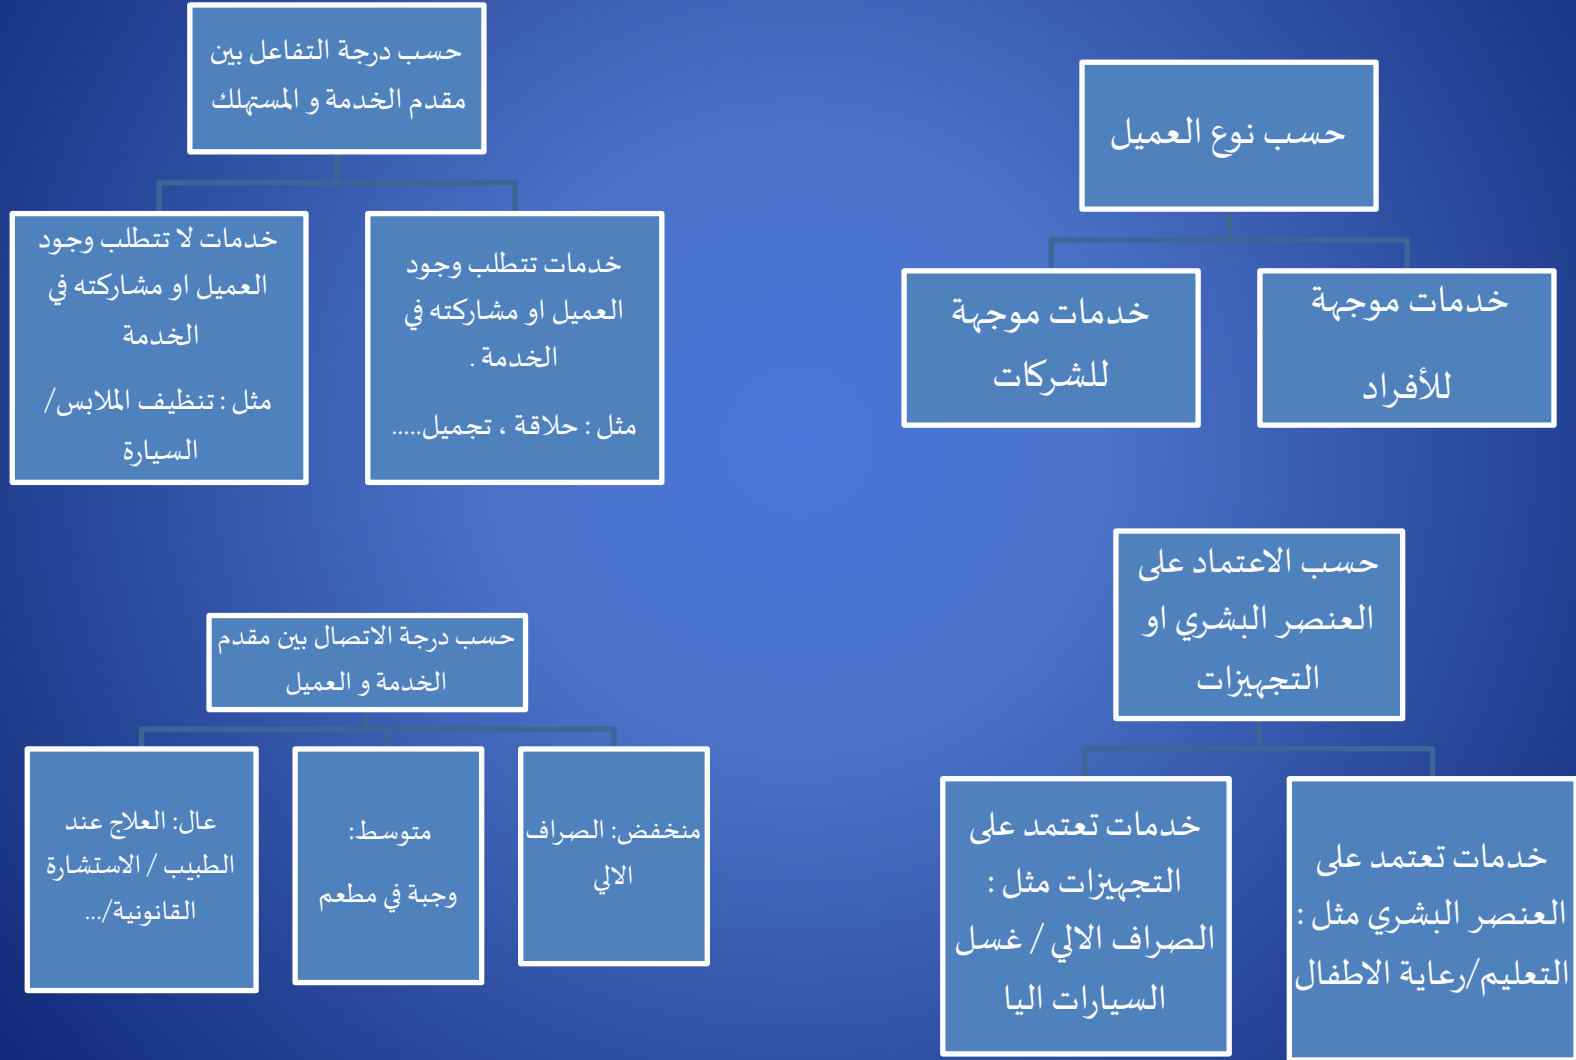 حسب نوع العميل
خدمات موجهة
للأفراد
خدمات موجهة
للشركات
حسب درجة التفاعل بين
مقدم الخدمة و المستهلك
خدمات تتطلب وجود
العميل او مشاركته في
الخدمة .
مثل : حلاقة ، تجميل.....
خدمات لا تتطلب وجود
العميل او مشاركته في
الخدمة
مثل : تنظيف الملابس/
السيارة
حسب الاعتماد على
العنصر البشري او
التجهيزات
خدمات تعتمد على
العنصر البشري مثل :
التعليم/رعاية الاطفال
خدمات تعتمد على
التجهيزات مثل :
الصراف الالي / غسل
السيارات اليا
حسب درجة الاتصال بين مقدم
الخدمة و العميل
منخفض: الصراف
الالي
متوسط:
وجبة في مطعم
عال: العلاج عند
الطبيب / الاستشارة
القانونية/...